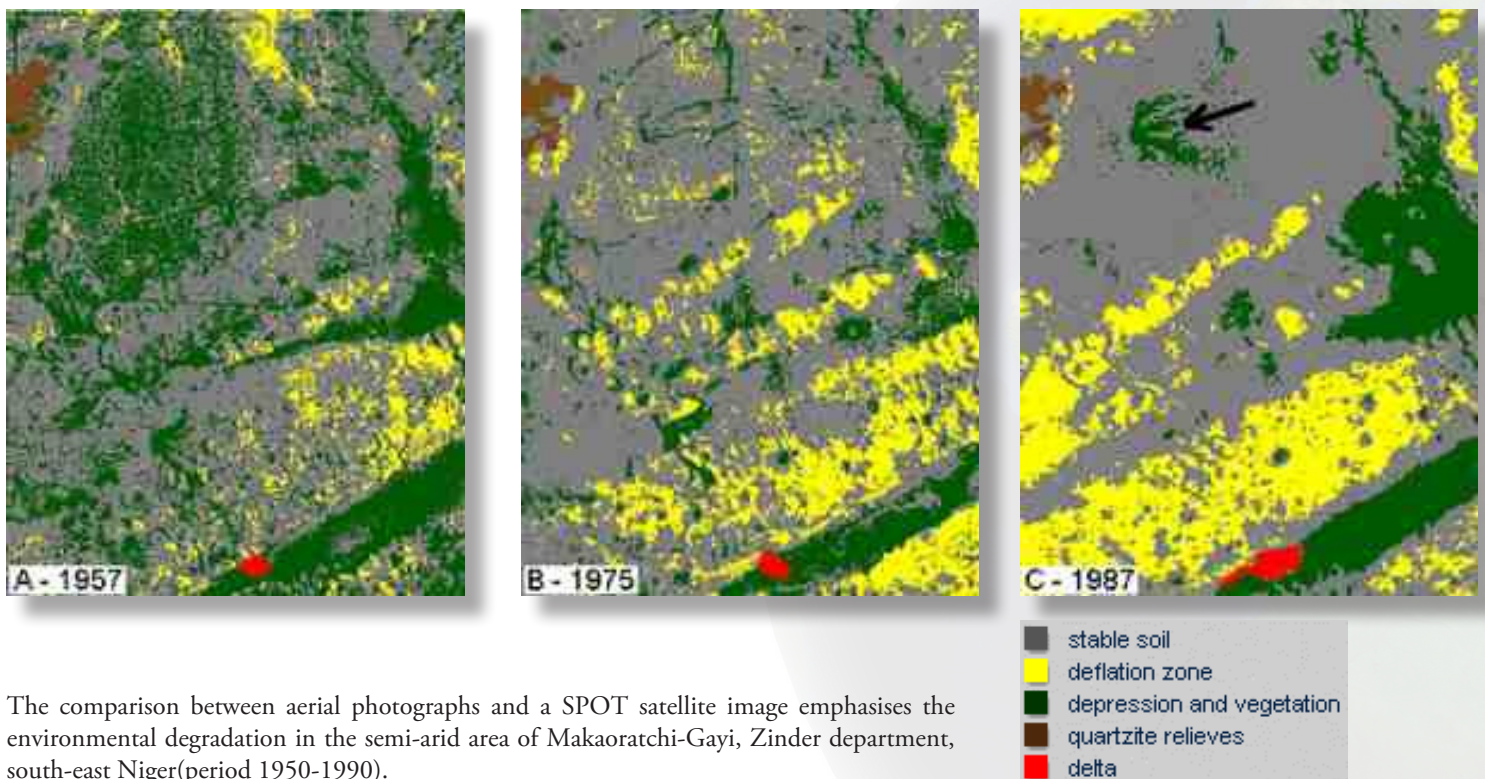 A - 1957
B - 1975
C - 1987
stable soil
deflation zone
depression and vegetation
quartzite relieves
delta
The comparison between aerial photographs and a SPOT satellite image emphasises the
environmental degradation in the semi-arid area of Makaoratchi-Gayi, Zinder department,
south-east Niger(period 1950-1990).